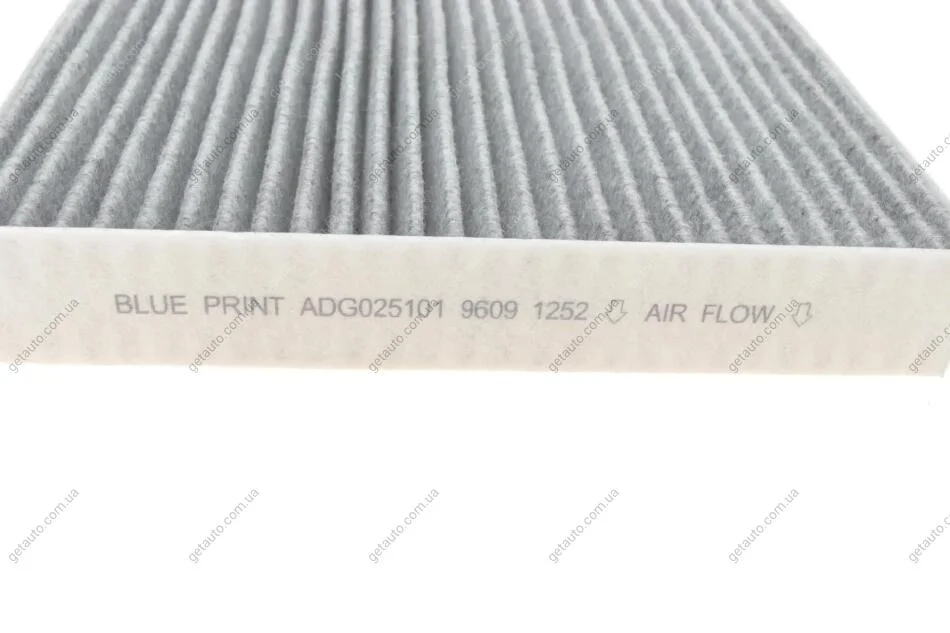 BLUE PRINT ADG025101 9609 1252 ⇩ AIR FLOW ⇩
getauto.com.ua